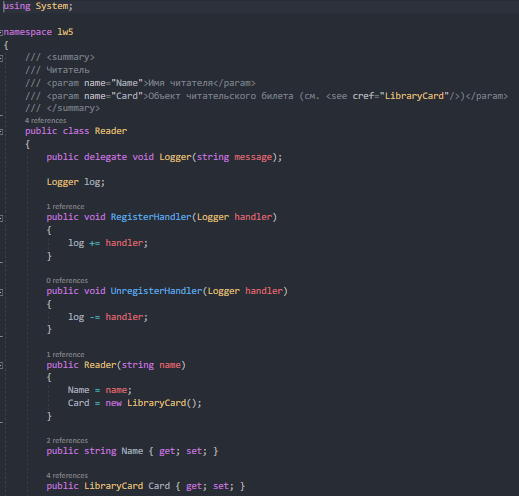 using System;
namespace lw5
{
/// <summary>
/// Читатель
/// <param name="Name">Имя читателя</param>
/// <param name="Card">Объект читательского билета (см. <see cref="LibraryCard"/>)</param>
/// </summary>
4 references
public class Reader
{
public delegate void Logger(string message);
Logger log;
1 reference
public void RegisterHandler(Logger handler)
{
log += handler;
}
0 references
public void UnregisterHandler(Logger handler)
{
log -= handler;
}
1 reference
public Reader(string name)
{
Name = name;
Card = new LibraryCard();
}
2 references
public string Name { get; set; }
4 references
public LibraryCard Card { get; set; }